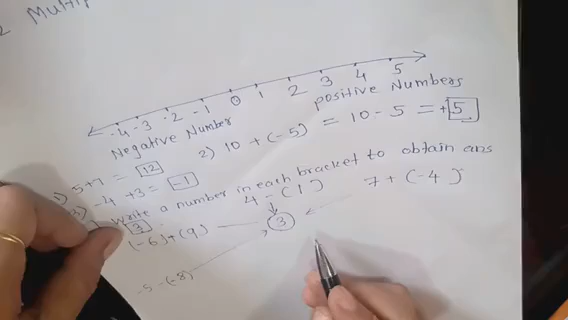 2 Multip
-4 -3 -2 -1 0 1 2 3 4 5
Negative Number positive Numbers
5+7 = 12 2) 10 + (-5) = 10 - 5 = +5
-4 +3 = -1
Write a number in each bracket to obtain ans
3
4 - (1) 7 + (-4)
(-6)+(9) 3
-5 -(-8)